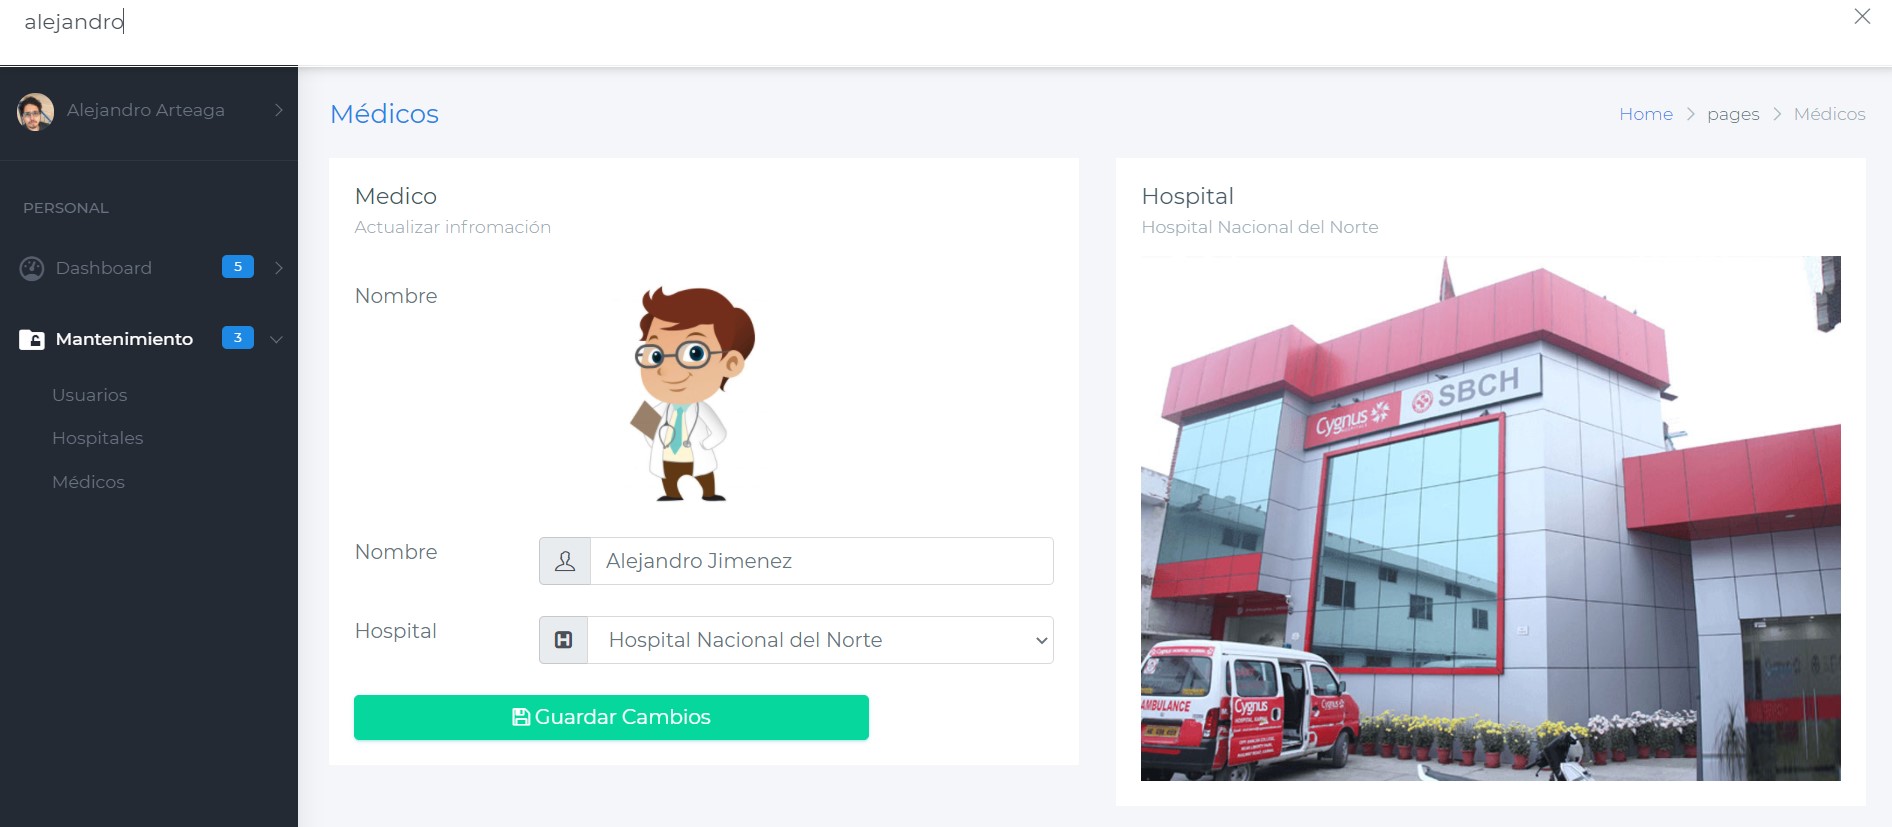 alejandro
Alejandro Arteaga
Médicos
Home > pages > Médicos
PERSONAL
Dashboard 5
Mantenimiento 3
Usuarios
Hospitales
Médicos
Medico
Actualizar infromación
Nombre
Nombre
Alejandro Jimenez
Hospital
Hospital Nacional del Norte
Guardar Cambios
Hospital
Hospital Nacional del Norte
Cygnus SBCH
AMBULANCE
Cygnus